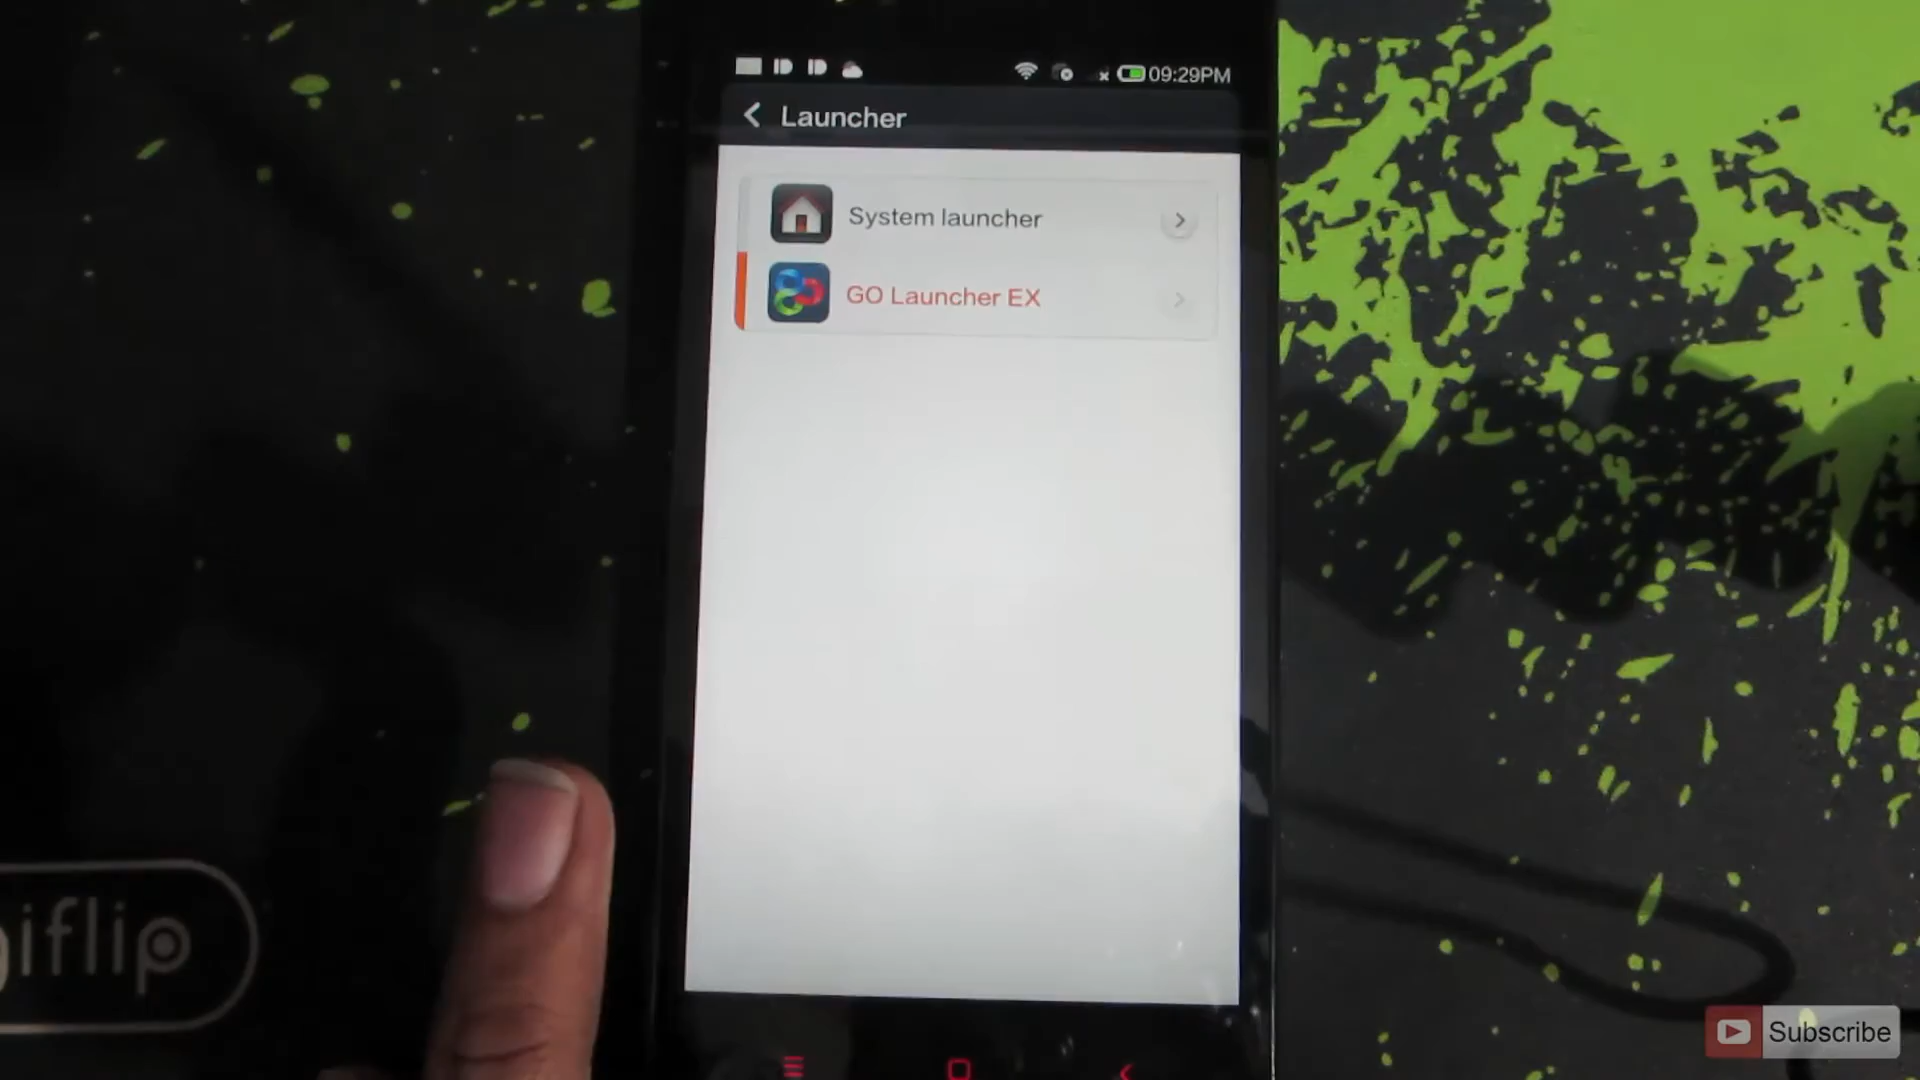 09:29PM
Launcher
System launcher
GO Launcher EX
iflip
Subscribe